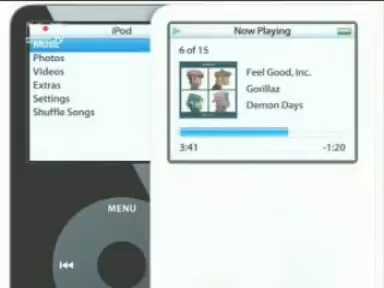 iPod
Music
Photos
Videos
Extras
Settings
Shuffle Songs
MENU
Now Playing
6 of 15
Feel Good, Inc.
Gorillaz
Demon Days
3:41
-1:20